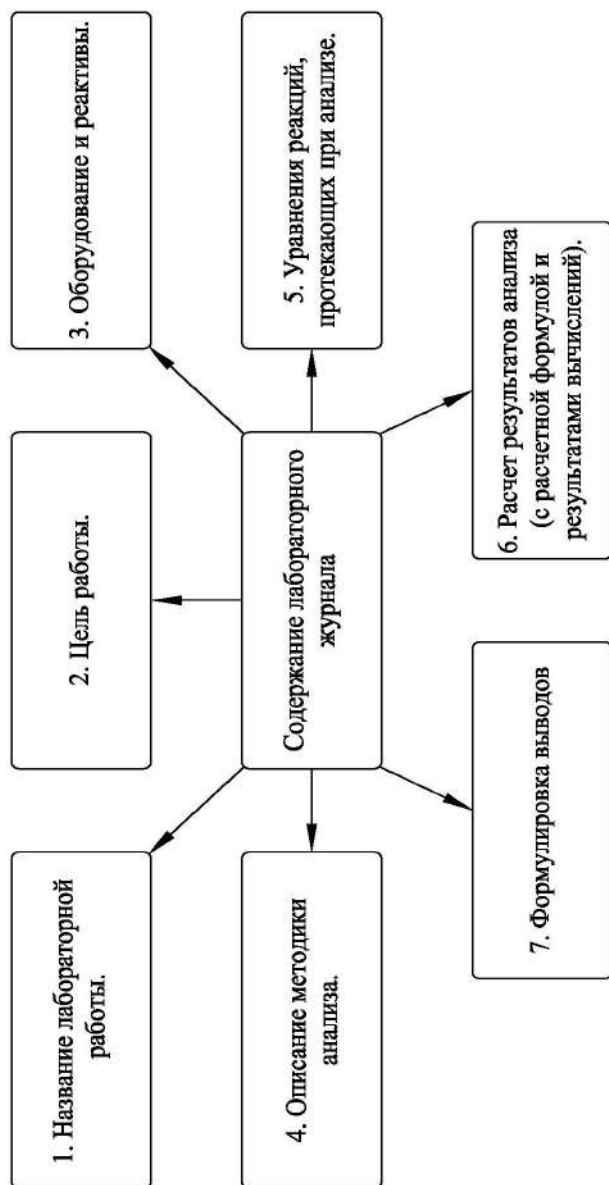 1. Название лабораторной
работы.
2. Цель работы.
3. Оборудование и реактивы.
4. Описание методики
анализа.
Содержание лабораторного
журнала
5. Уравнения реакций,
протекающих при анализе.
7. Формулировка выводов
6. Расчет результатов анализа
(с расчетной формулой и
результатами вычислений).